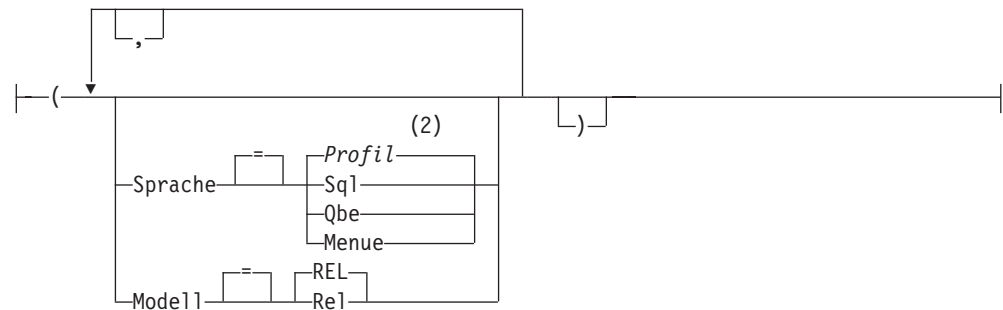 ,
(
)
(2)
= Profil
Sprache Sql
Qbe
Menue
= REL
Modell Rel